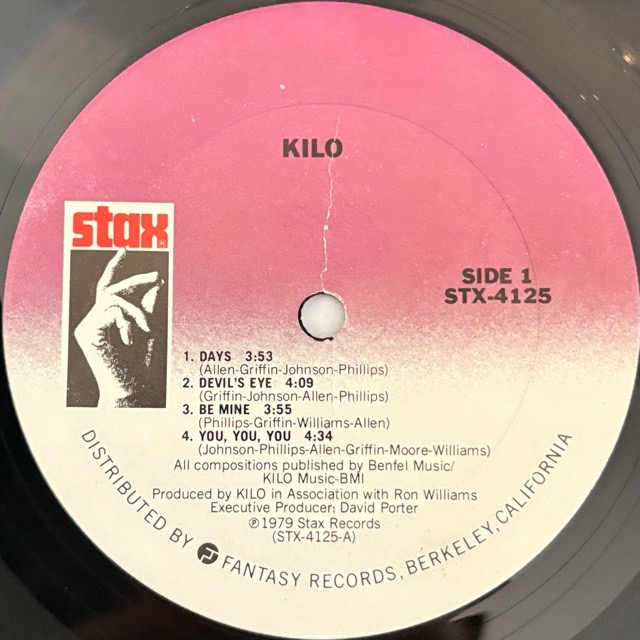 KILO
stax®
SIDE 1
STX-4125
1. DAYS 3:53
(Allen-Griffin-Johnson-Phillips)
2. DEVIL'S EYE 4:09
(Griffin-Johnson-Allen-Phillips)
3. BE MINE 3:55
(Phillips-Griffin-Williams-Allen)
4. YOU, YOU, YOU 4:34
(Johnson-Phillips-Allen-Griffin-Moore-Williams)
All compositions published by Benfel Music/
KILO Music-BMI
Produced by KILO in Association with Ron Williams
Executive Producer: David Porter
℗1979 Stax Records
(STX-4125-A)
DISTRIBUTED BY FANTASY RECORDS, BERKELEY, CALIFORNIA